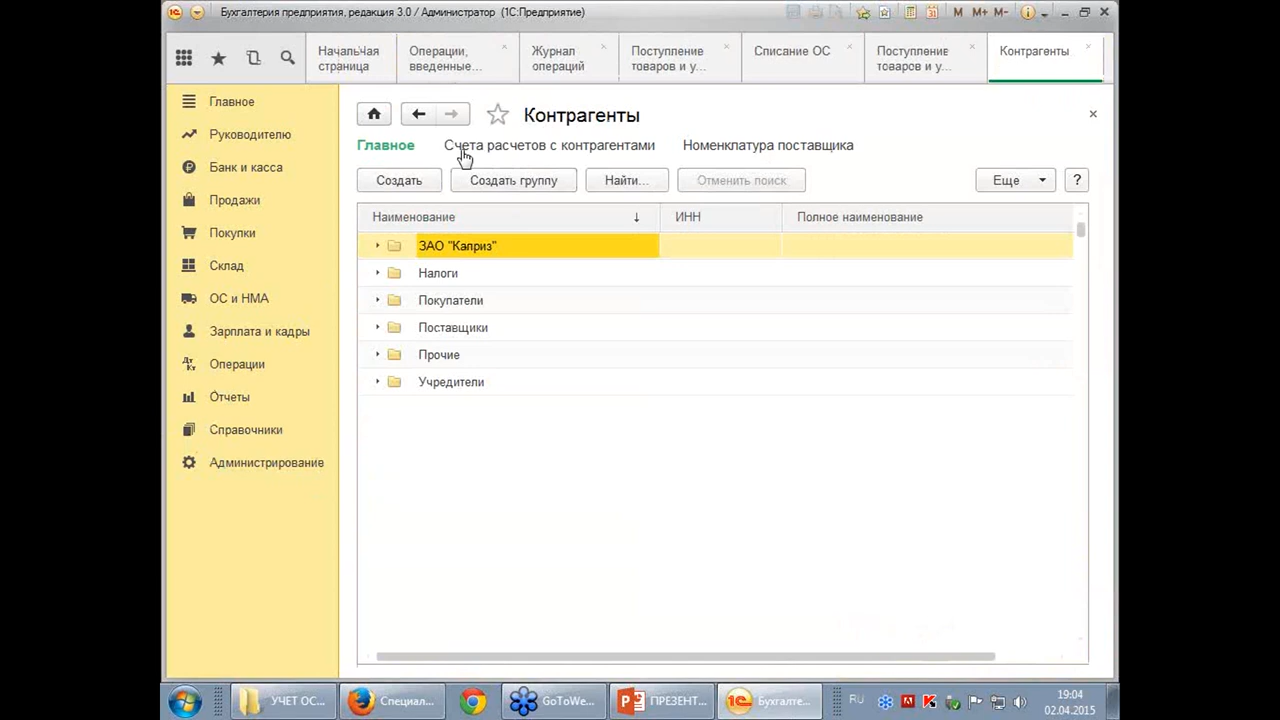 Бухгалтерия предприятия, редакция 3.0 / Администратор (1С:Предприятие)
M M+ M-
Начальная страница
Операции, введенные...
Журнал операций
Поступление товаров и у...
Списание ОС
Поступление товаров и у...
Контрагенты
Главное
Руководителю
Банк и касса
Продажи
Покупки
Склад
ОС и НМА
Зарплата и кадры
Операции
Отчеты
Справочники
Администрирование
Контрагенты
Главное Счета расчетов с контрагентами Номенклатура поставщика
Создать Создать группу Найти... Отменить поиск Еще ?
Наименование ↓ ИНН Полное наименование
ЗАО "Каприз"
Налоги
Покупатели
Поставщики
Прочие
Учредители
УЧЕТ ОС... Специал... GoToWe... ПРЕЗЕНТ... Бухгалте... RU 19:04
02.04.2015